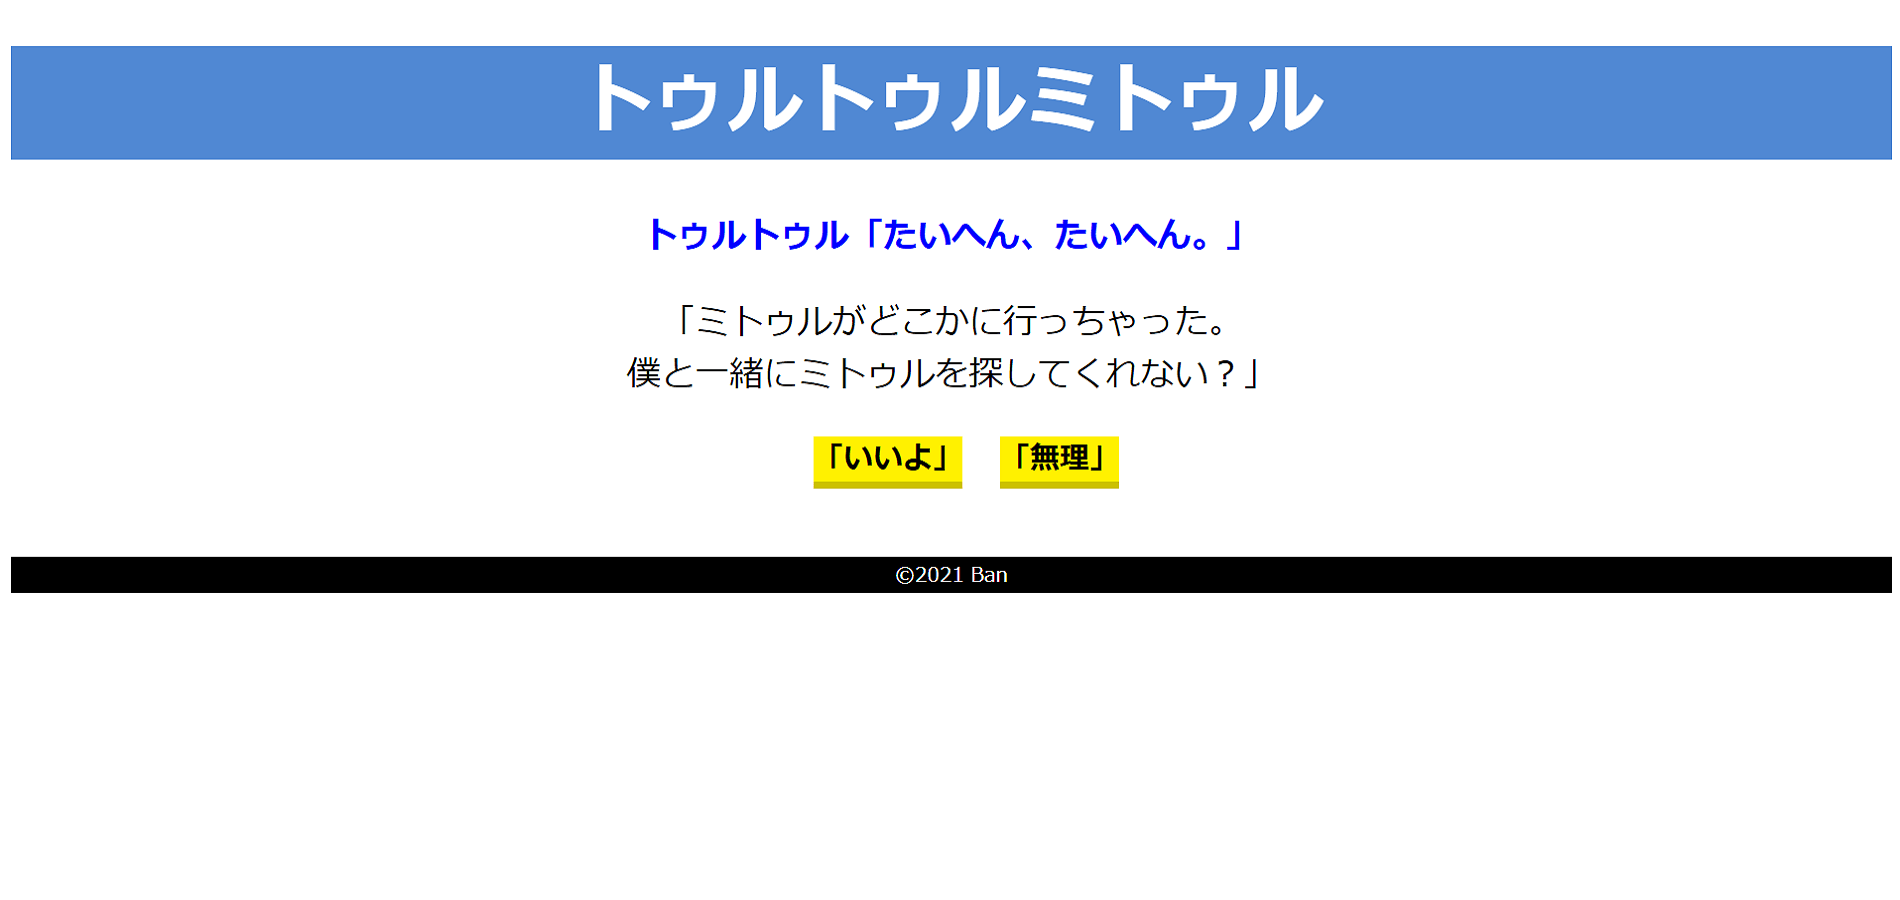 トゥルトゥルミトゥル
トゥルトゥル「たいへん、たいへん。」
「ミトゥルがどこかに行っちゃった。
僕と一緒にミトゥルを探してくれない？」
「いいよ」 「無理」
©2021 Ban